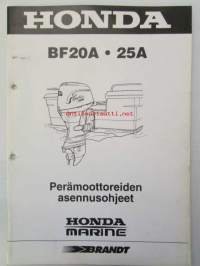 HONDA
BF20A • 25A
Perämoottoreiden
asennusohjeet
HONDA
MARINE
BRANDT